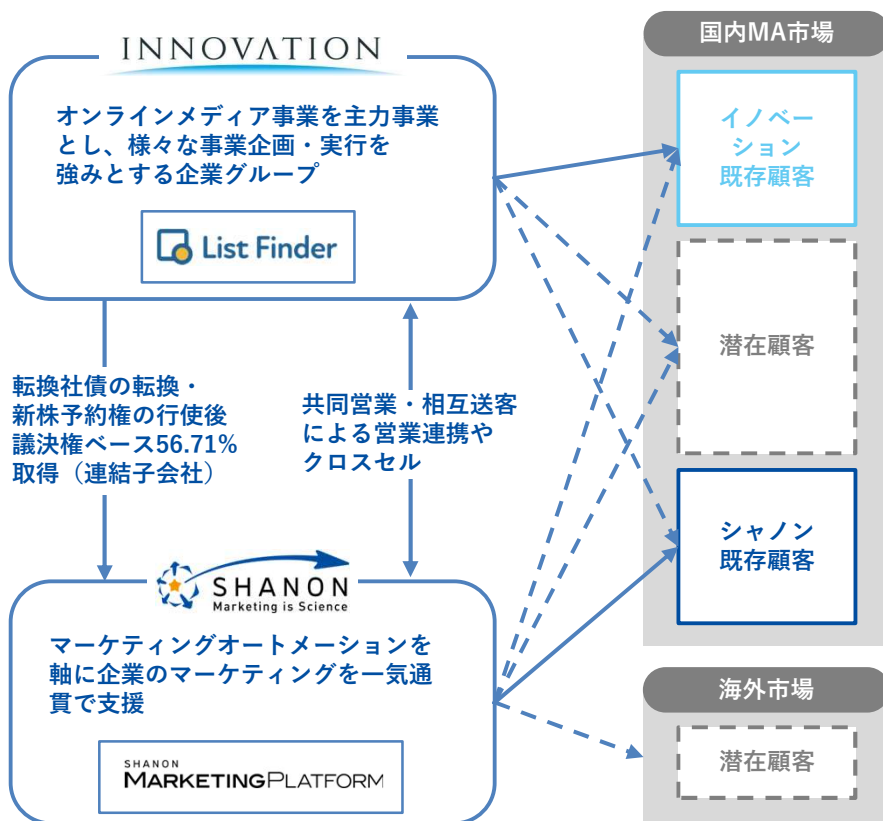 INNOVATION
オンラインメディア事業を主力事業
とし、様々な事業企画・実行を
強みとする企業グループ
List Finder
転換社債の転換・
新株予約権の行使後
議決権ベース56.71%
取得（連結子会社）
共同営業・相互送客
による営業連携や
クロスセル
SHANON
Marketing is Science
マーケティングオートメーションを
軸に企業のマーケティングを一気通
貫で支援
SHANON
MARKETINGPLATFORM
国内MA市場
イノベー
ション
既存顧客
潜在顧客
シャノン
既存顧客
海外市場
潜在顧客